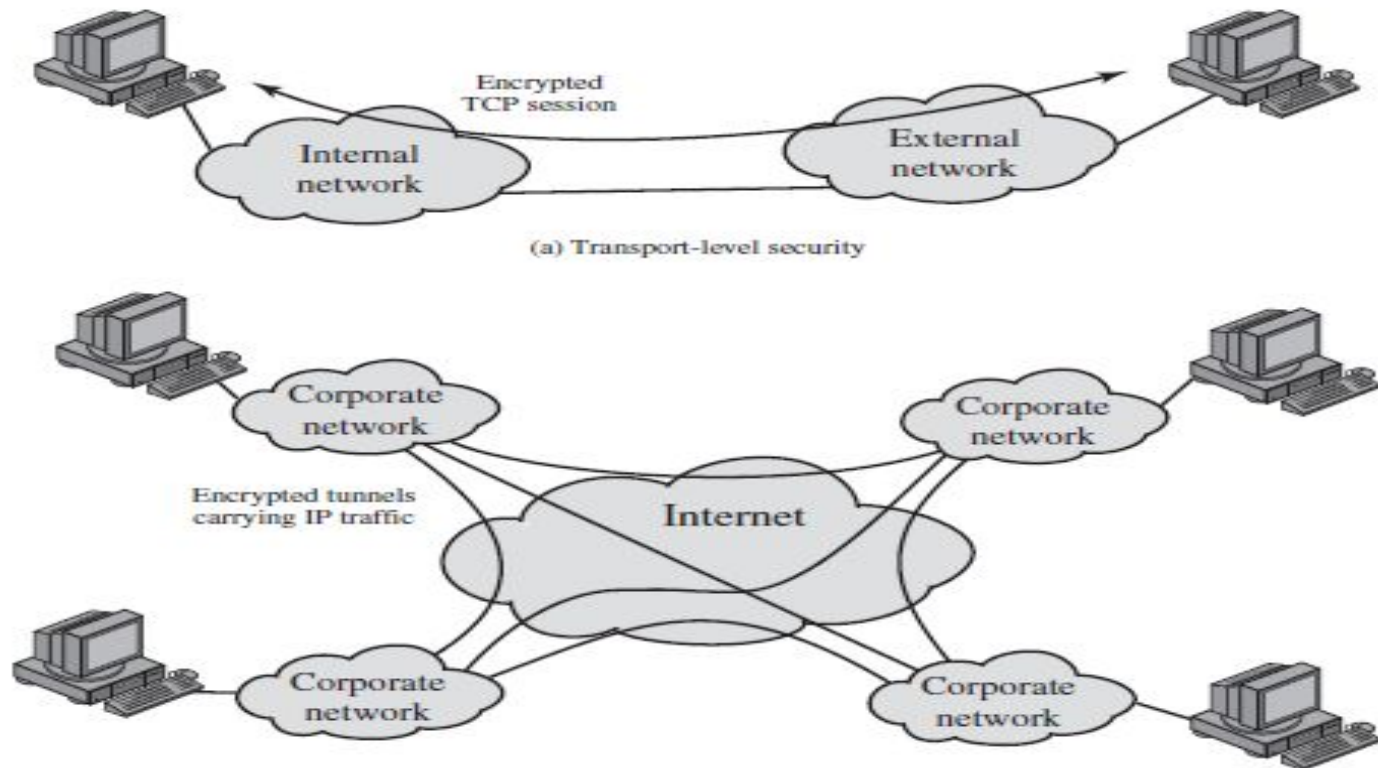 Encrypted
TCP session
Internal
network
External
network
(a) Transport-level security
Corporate
network
Corporate
network
Encrypted tunnels
carrying IP traffic
Internet
Corporate
network
Corporate
network